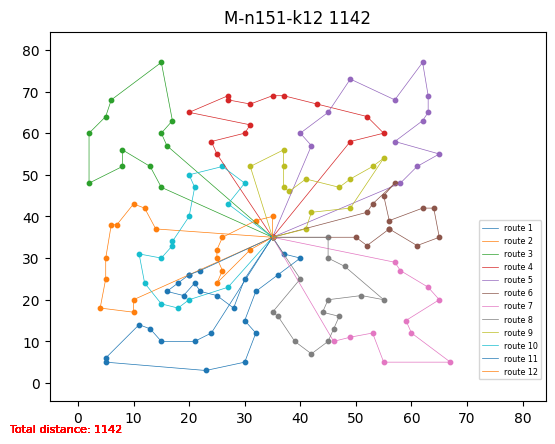 M-n151-k12 1142
80
70
60
50
40
30
20
10
0
0 10 20 30 40 50 60 70 80
route 1
route 2
route 3
route 4
route 5
route 6
route 7
route 8
route 9
route 10
route 11
route 12
Total distance: 1142